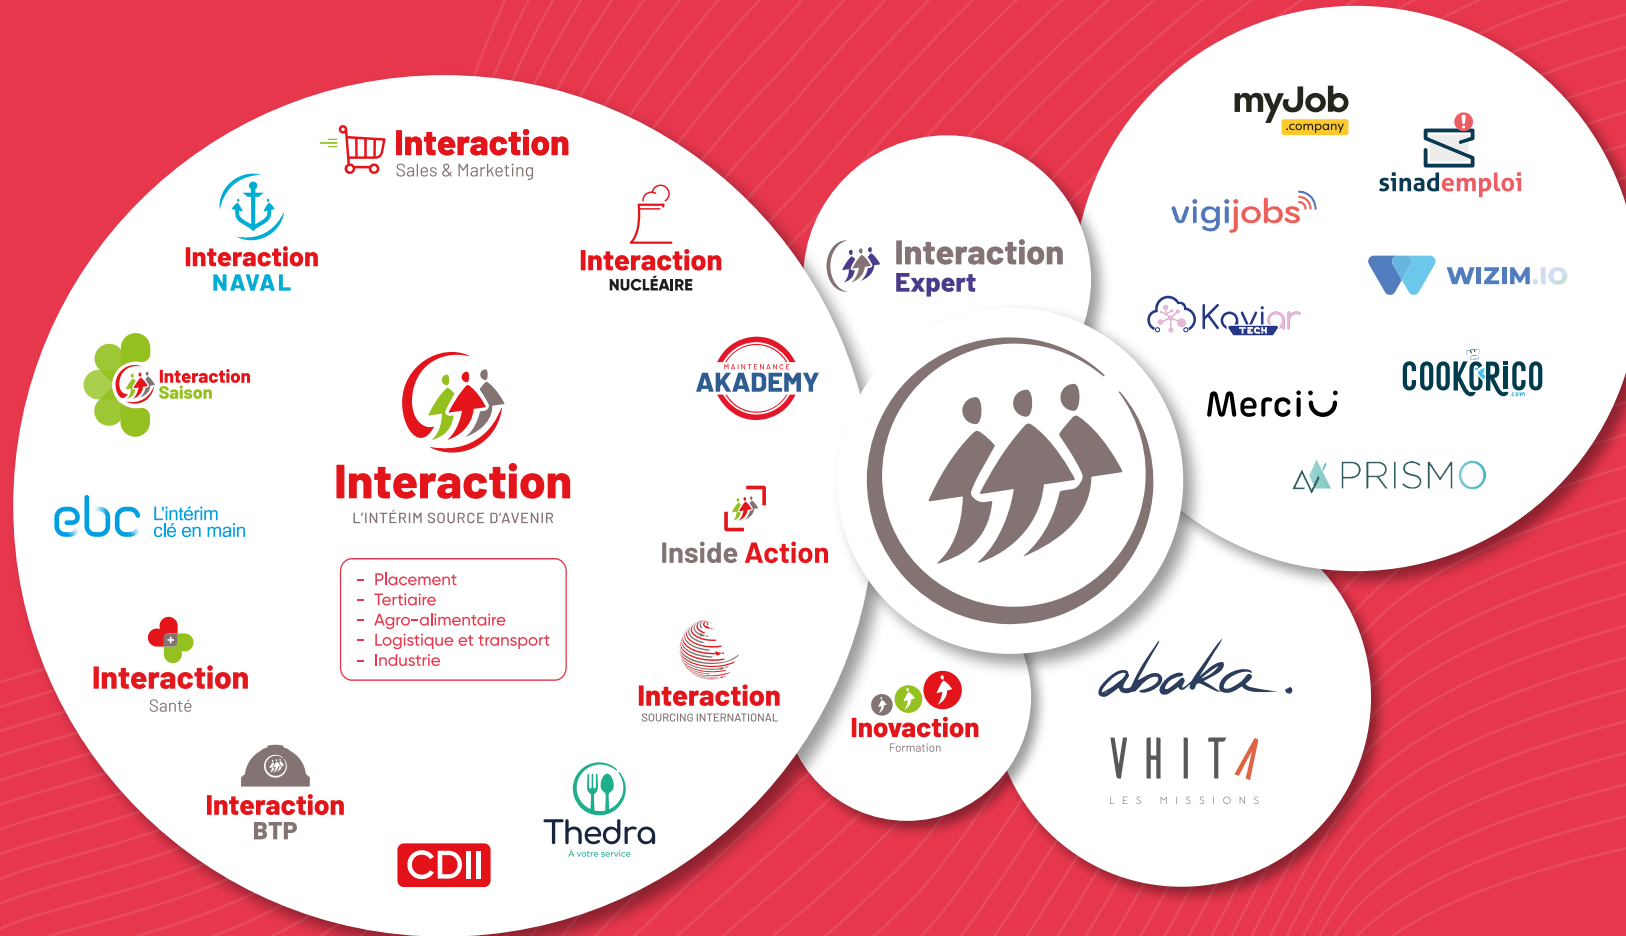 Interaction
Sales & Marketing
Interaction
NAVAL
Interaction
NUCLÉAIRE
Interaction
Saison
MAINTENANCE
AKADEMY
Interaction
L'INTÉRIM SOURCE D'AVENIR
- Placement
- Tertiaire
- Agro-alimentaire
- Logistique et transport
- Industrie
ebc L'intérim
clé en main
Inside Action
Interaction
Santé
Interaction
SOURCING INTERNATIONAL
Interaction
BTP
CDII
Thedra
À votre service
Interaction
Expert
Inovaction
Formation
myJob
.company
sinademploi
vigijobs
WIZIM.IO
Kaviar
TECH
COOKORICO
.com
Merciü
PRISMO
abaka.
VHITA
LES MISSIONS